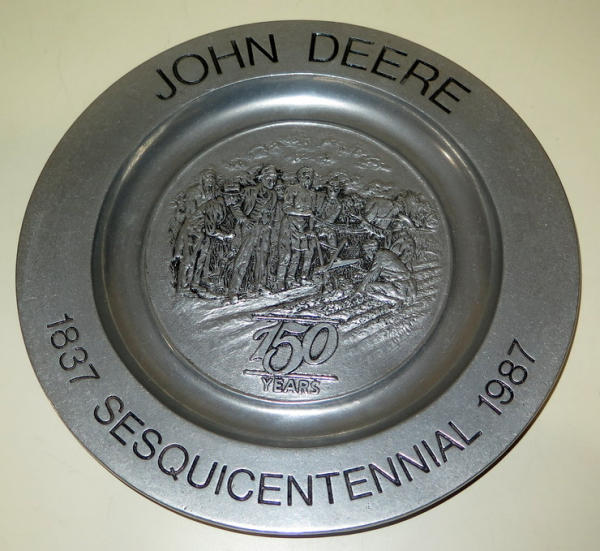 JOHN DEERE
150
YEARS
1837 SESQUICENTENNIAL 1987